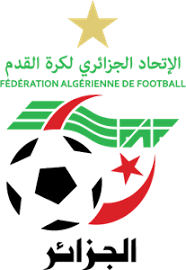 الإتحاد الجزائري لكرة القدم
FÉDÉRATION ALGÉRIENNE DE FOOTBALL
FAF
الجزائر